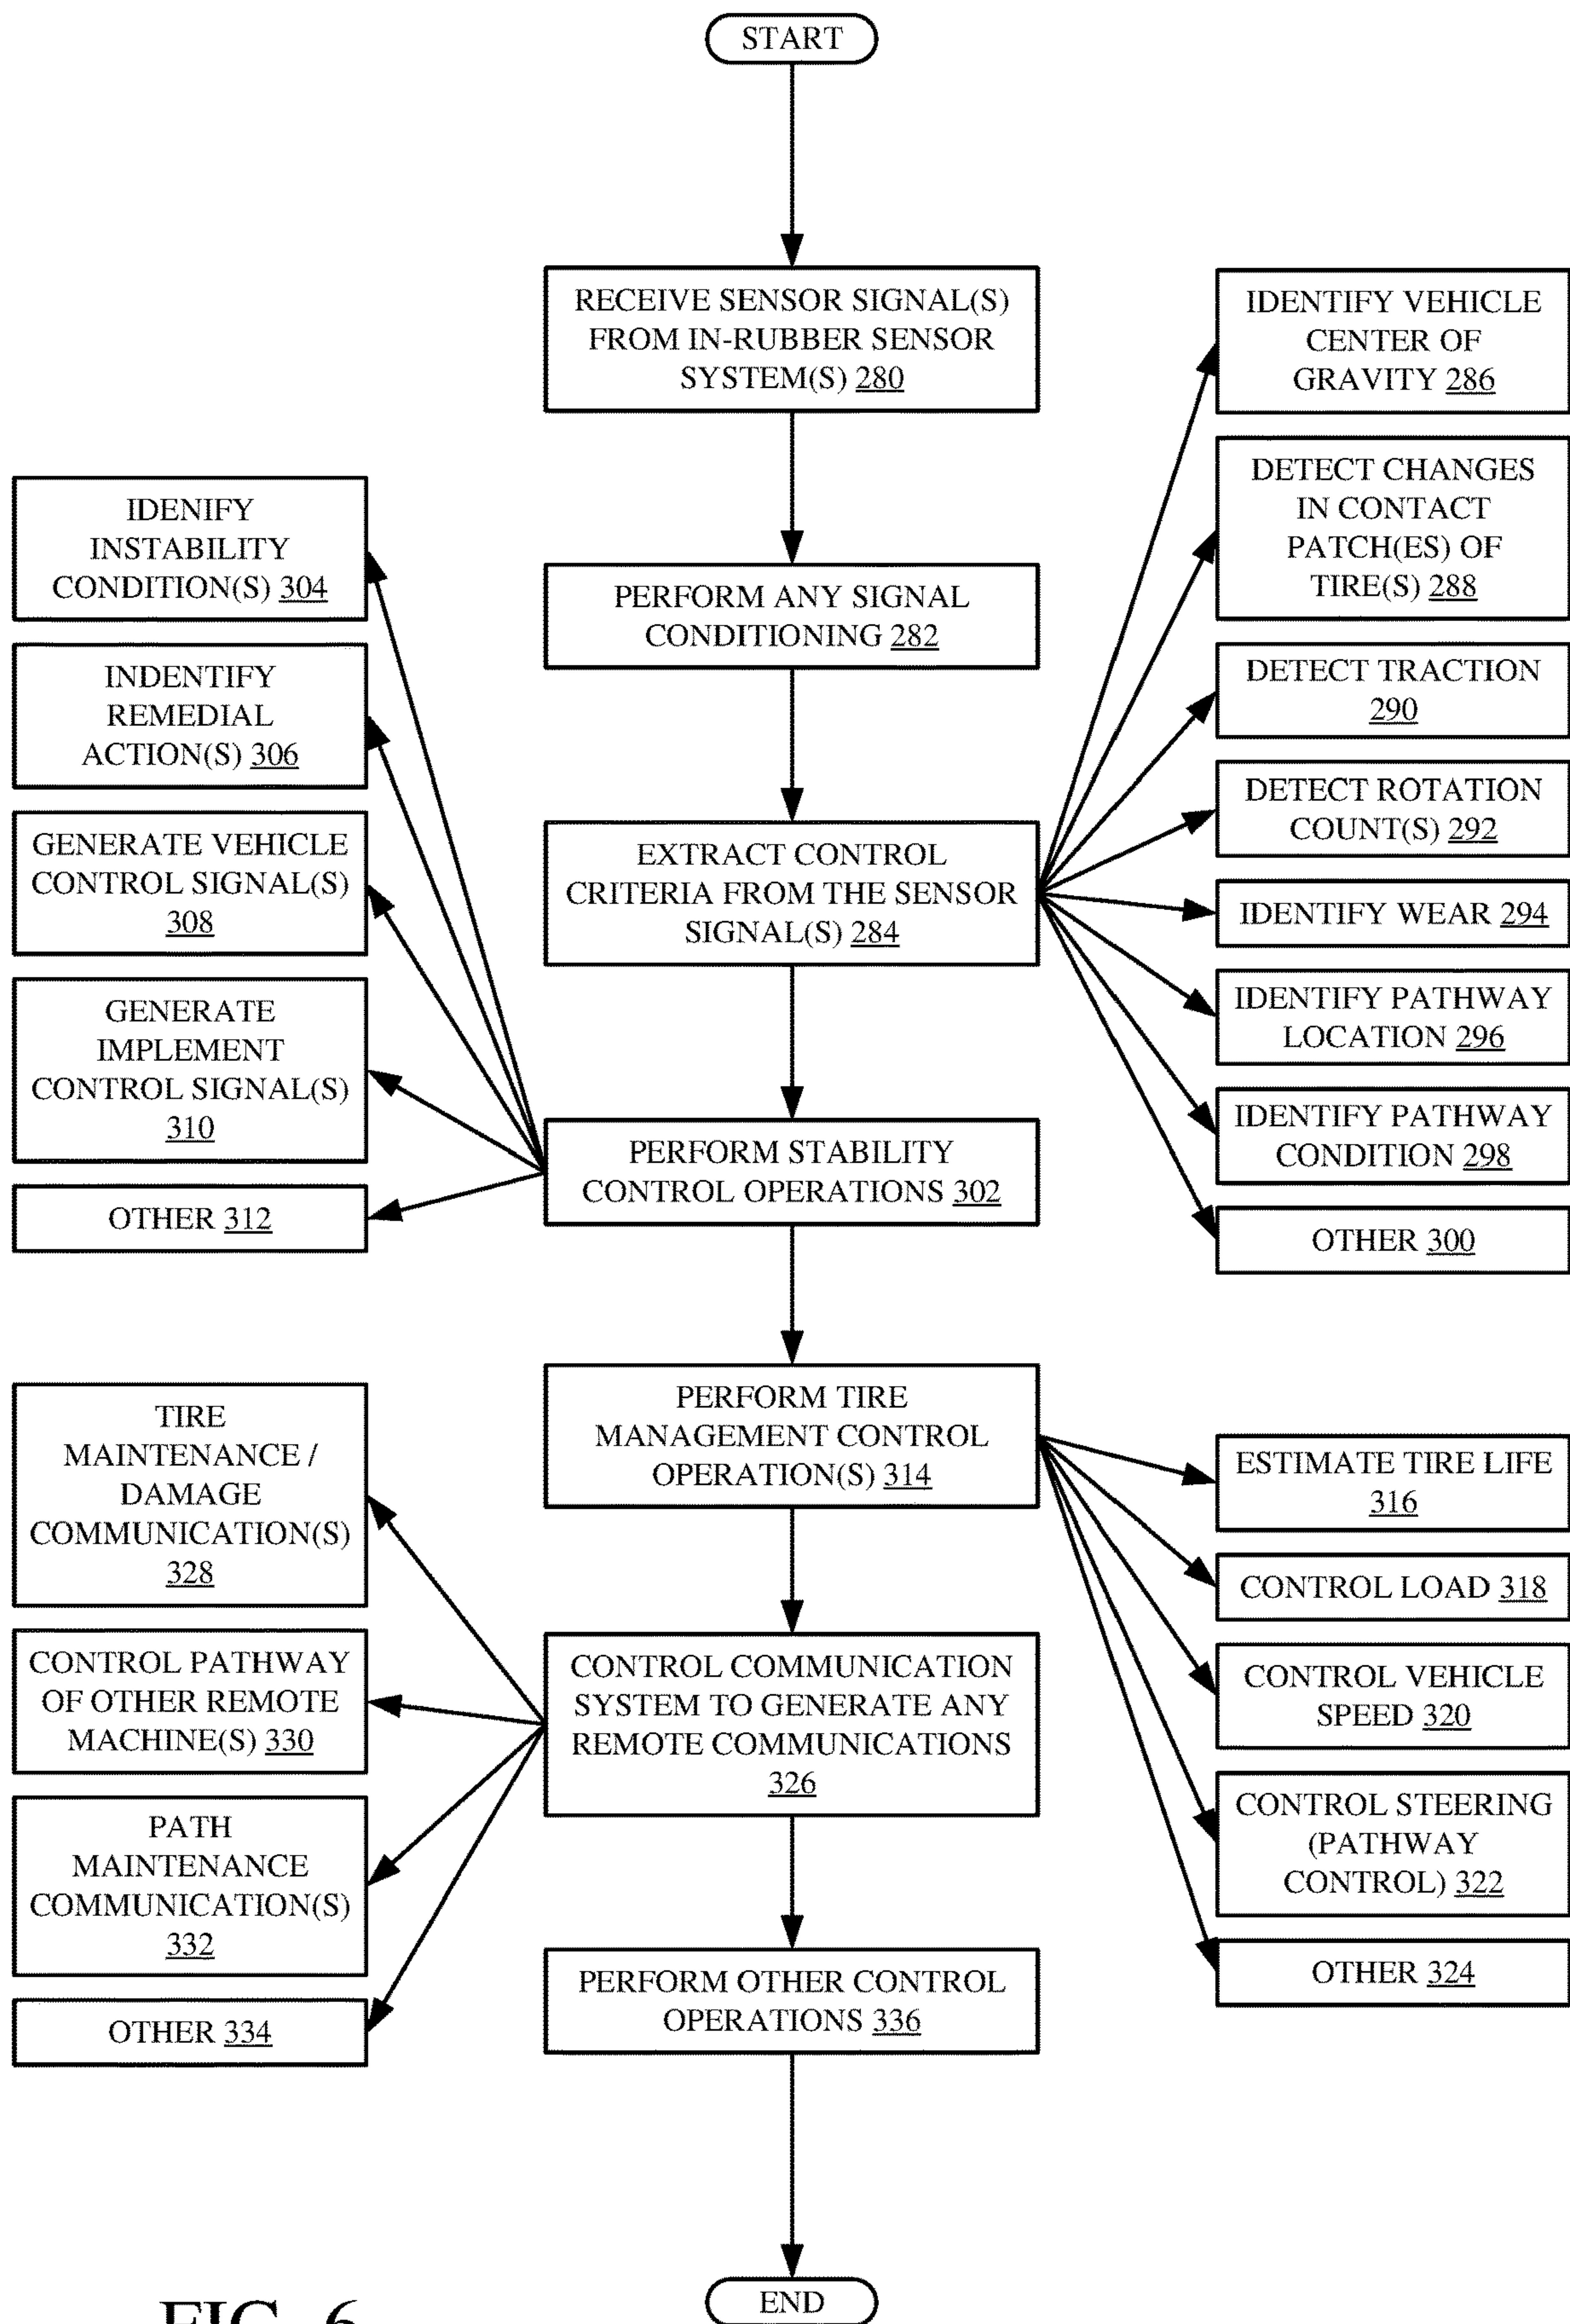 START
RECEIVE SENSOR SIGNAL(S)
FROM IN-RUBBER SENSOR
SYSTEM(S) 280
PERFORM ANY SIGNAL
CONDITIONING 282
EXTRACT CONTROL
CRITERIA FROM THE SENSOR
SIGNAL(S) 284
IDENTIFY VEHICLE
CENTER OF
GRAVITY 286
DETECT CHANGES
IN CONTACT
PATCH(ES) OF
TIRE(S) 288
DETECT TRACTION
290
DETECT ROTATION
COUNT(S) 292
IDENTIFY WEAR 294
IDENTIFY PATHWAY
LOCATION 296
IDENTIFY PATHWAY
CONDITION 298
OTHER 300
PERFORM STABILITY
CONTROL OPERATIONS 302
IDENIFY
INSTABILITY
CONDITION(S) 304
INDENTIFY
REMEDIAL
ACTION(S) 306
GENERATE VEHICLE
CONTROL SIGNAL(S)
308
GENERATE
IMPLEMENT
CONTROL SIGNAL(S)
310
OTHER 312
PERFORM TIRE
MANAGEMENT CONTROL
OPERATION(S) 314
ESTIMATE TIRE LIFE
316
CONTROL LOAD 318
CONTROL VEHICLE
SPEED 320
CONTROL STEERING
(PATHWAY
CONTROL) 322
OTHER 324
CONTROL COMMUNICATION
SYSTEM TO GENERATE ANY
REMOTE COMMUNICATIONS
326
TIRE
MAINTENANCE /
DAMAGE
COMMUNICATION(S)
328
CONTROL PATHWAY
OF OTHER REMOTE
MACHINE(S) 330
PATH
MAINTENANCE
COMMUNICATION(S)
332
OTHER 334
PERFORM OTHER CONTROL
OPERATIONS 336
END
FIG. 6